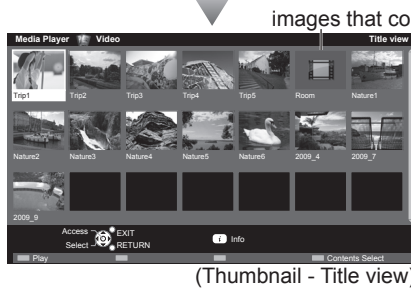 images that co
Media Player Video Title view
Trip1 Trip2 Trip3 Trip4 Trip5 Room Nature1
Nature2 Nature3 Nature4 Nature5 Nature6 2009_4 2009_7
2009_9
Access EXIT
Select RETURN
i Info
Play Contents Select
(Thumbnail - Title view)